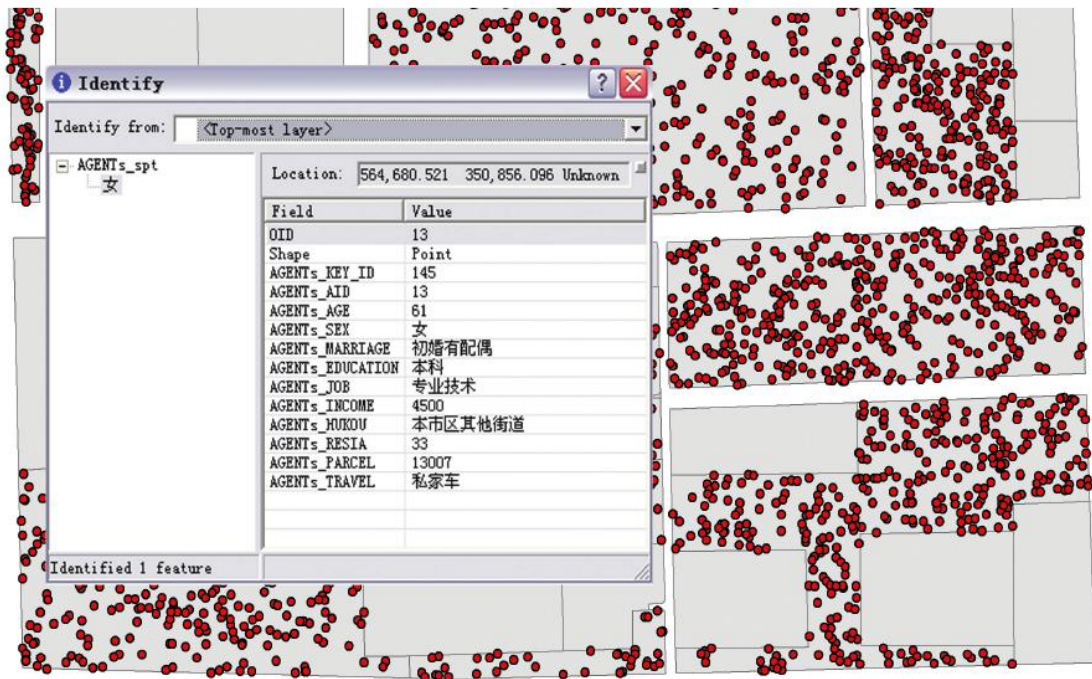 Identify
Identify from: <Top-most layer>
AGENTs_spt
女
Location: 564,680.521 350,856.096 Unknown
Field Value
OID 13
Shape Point
AGENTs_KEY_ID 145
AGENTs_AID 13
AGENTs_AGE 61
AGENTs_SEX 女
AGENTs_MARRIAGE 初婚有配偶
AGENTs_EDUCATION 本科
AGENTs_JOB 专业技术
AGENTs_INCOME 4500
AGENTs_HUKOU 本市区其他街道
AGENTs_RESIA 33
AGENTs_PARCEL 13007
AGENTs_TRAVEL 私家车
Identified 1 feature